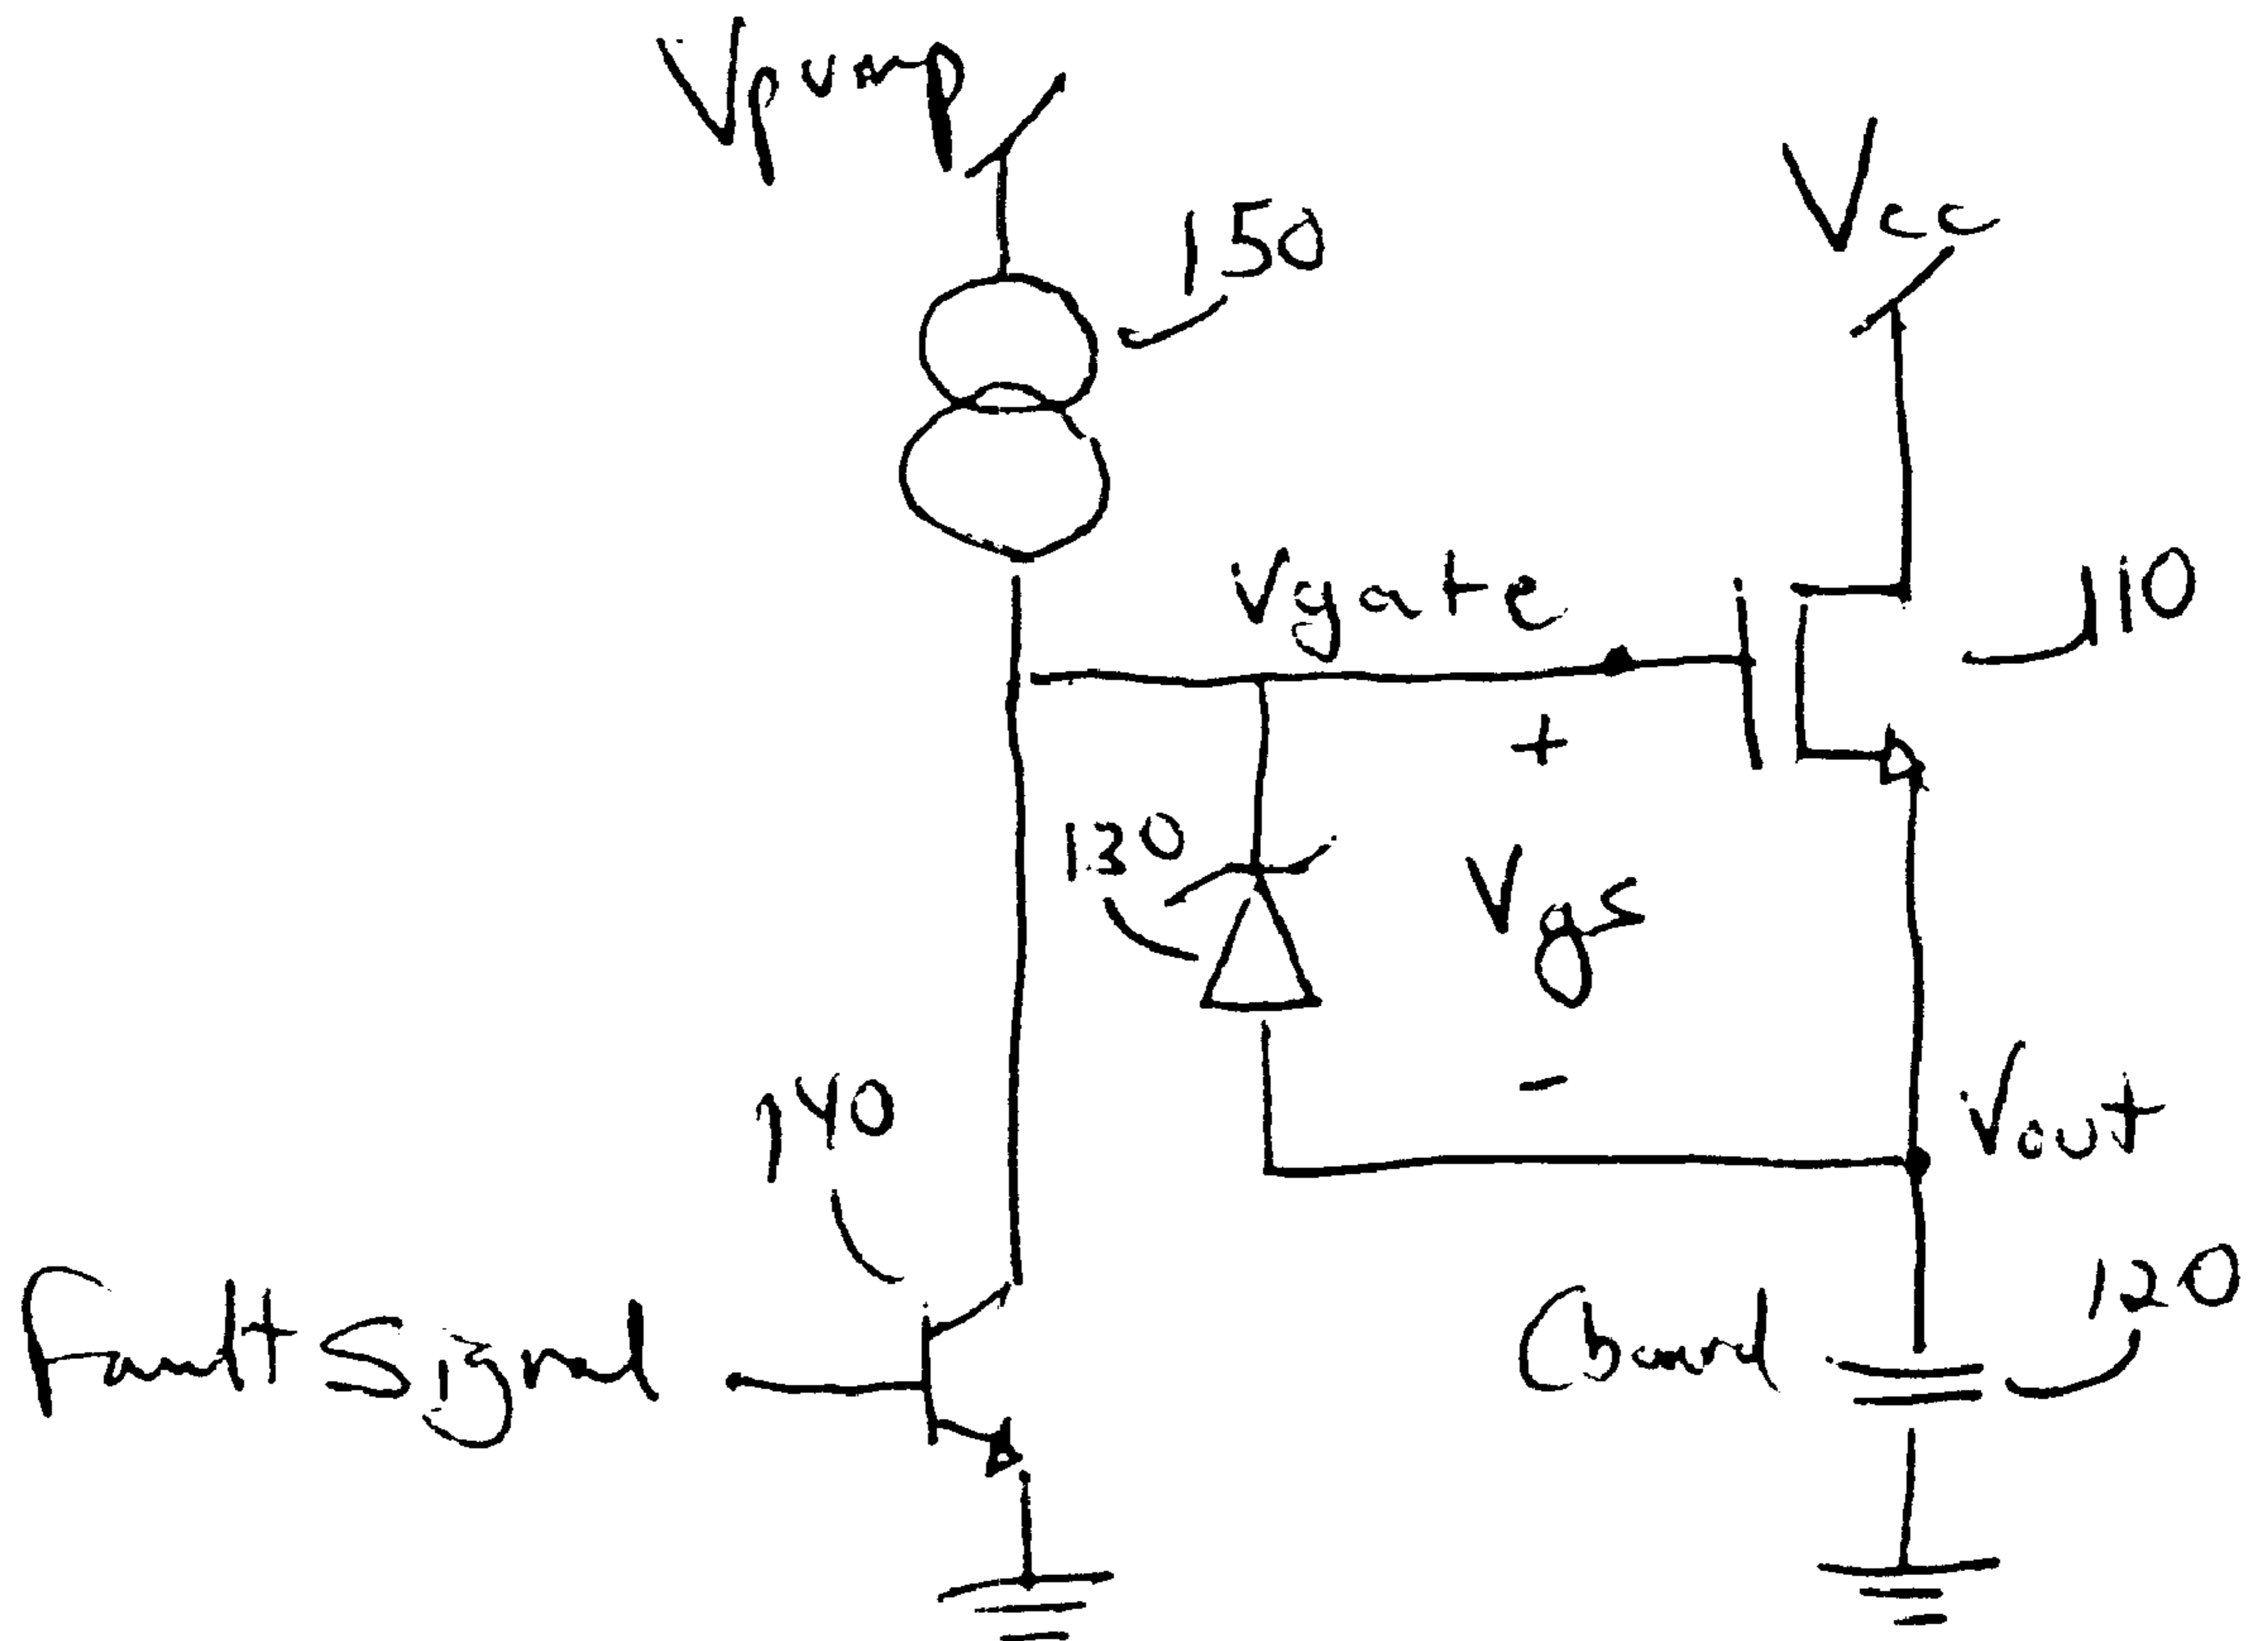 Vpump
150
Vcc
Vgate
110
+
130
Vgs
-
140
Vout
Fault Signal
Cboard
120